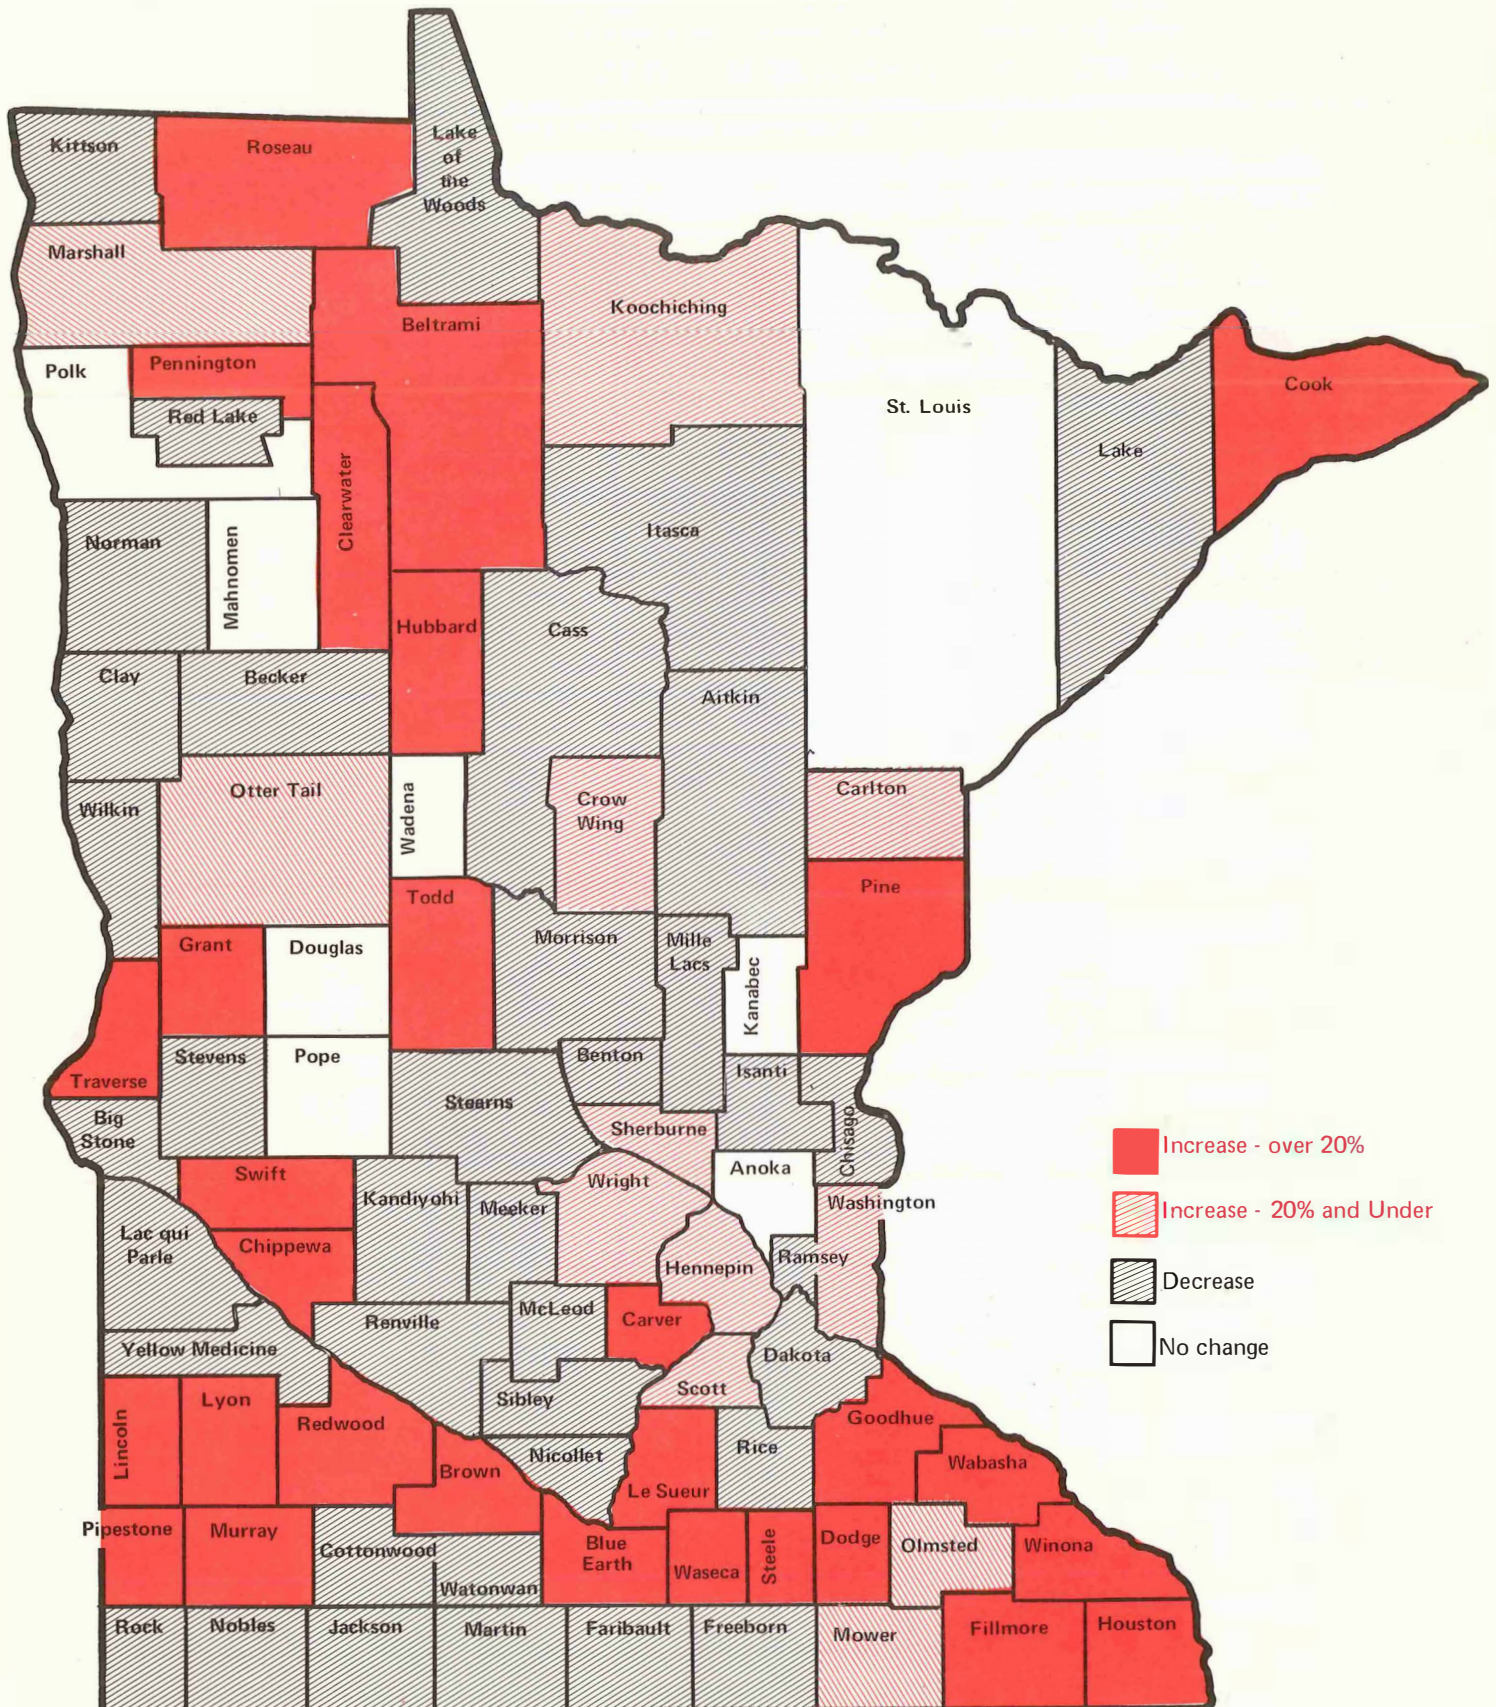 Kittson
Roseau
Lake
of
the
Woods
Marshall
Koochiching
Beltrami
Polk
Pennington
Red Lake
Cook
St. Louis
Lake
Clearwater
Itasca
Norman
Mahnomen
Hubbard
Cass
Clay
Becker
Aitkin
Otter Tail
Wilkin
Wadena
Crow
Wing
Carlton
Pine
Todd
Grant
Douglas
Morrison
Mille
Lacs
Kanabec
Stevens
Pope
Benton
Isanti
Traverse
Big
Stone
Stearns
Sherburne
Chisago
Anoka
Swift
Wright
Kandiyohi
Meeker
Washington
Lac qui
Parle
Chippewa
Hennepin
Ramsey
McLeod
Carver
Renville
Yellow Medicine
Dakota
Scott
Sibley
Lincoln
Lyon
Redwood
Goodhue
Rice
Nicollet
Brown
Wabasha
Le Sueur
Pipestone
Murray
Cottonwood
Watonwan
Blue
Earth
Waseca
Steele
Dodge
Olmsted
Winona
Rock
Nobles
Jackson
Martin
Faribault
Freeborn
Mower
Fillmore
Houston
Increase - over 20%
Increase - 20% and Under
Decrease
No change